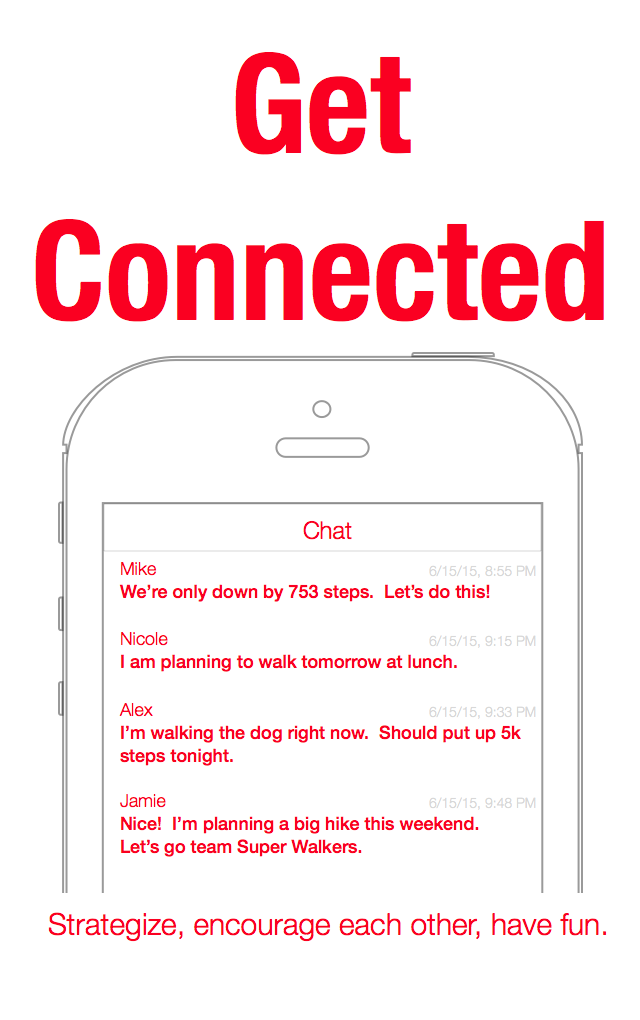 Get
Connected
Chat
Mike 6/15/15, 8:55 PM
We're only down by 753 steps.  Let's do this!
Nicole 6/15/15, 9:15 PM
I am planning to walk tomorrow at lunch.
Alex 6/15/15, 9:33 PM
I'm walking the dog right now.  Should put up 5k
steps tonight.
Jamie 6/15/15, 9:48 PM
Nice!  I'm planning a big hike this weekend.
Let's go team Super Walkers.
Strategize, encourage each other, have fun.